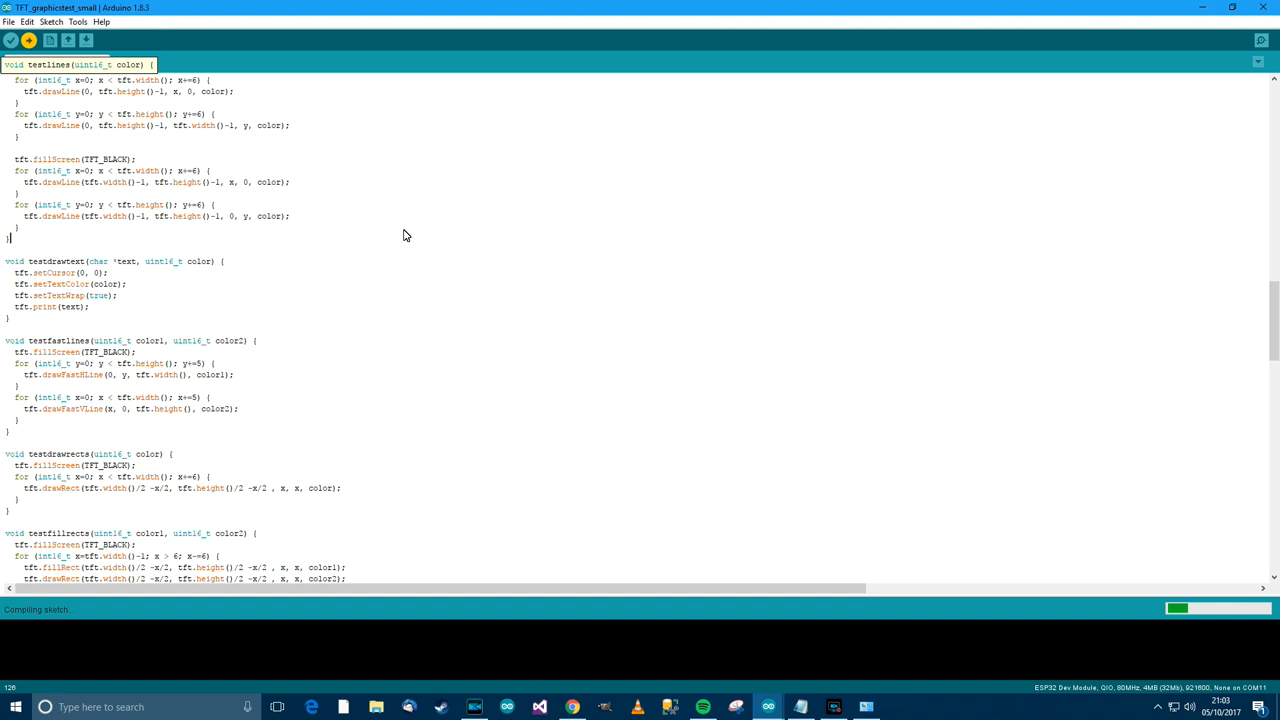 TFT_graphicstest_small | Arduino 1.8.3
File Edit Sketch Tools Help
void testlines(uint16_t color) {
for (int16_t x=0; x < tft.width(); x+=6) {
tft.drawLine(0, tft.height()-1, x, 0, color);
}
for (int16_t y=0; y < tft.height(); y+=6) {
tft.drawLine(0, tft.height()-1, tft.width()-1, y, color);
}
tft.fillScreen(TFT_BLACK);
for (int16_t x=0; x < tft.width(); x+=6) {
tft.drawLine(tft.width()-1, tft.height()-1, x, 0, color);
}
for (int16_t y=0; y < tft.height(); y+=6) {
tft.drawLine(tft.width()-1, tft.height()-1, 0, y, color);
}
}
void testdrawtext(char *text, uint16_t color) {
tft.setCursor(0, 0);
tft.setTextColor(color);
tft.setTextWrap(true);
tft.print(text);
}
void testfastlines(uint16_t color1, uint16_t color2) {
tft.fillScreen(TFT_BLACK);
for (int16_t y=0; y < tft.height(); y+=5) {
tft.drawFastHLine(0, y, tft.width(), color1);
}
for (int16_t x=0; x < tft.width(); x+=5) {
tft.drawFastVLine(x, 0, tft.height(), color2);
}
}
void testdrawrects(uint16_t color) {
tft.fillScreen(TFT_BLACK);
for (int16_t x=0; x < tft.width(); x+=6) {
tft.drawRect(tft.width()/2 -x/2, tft.height()/2 -x/2 , x, x, color);
}
}
void testfillrects(uint16_t color1, uint16_t color2) {
tft.fillScreen(TFT_BLACK);
for (int16_t x=tft.width()-1; x > 6; x-=6) {
tft.fillRect(tft.width()/2 -x/2, tft.height()/2 -x/2 , x, x, color1);
tft.drawRect(tft.width()/2 -x/2, tft.height()/2 -x/2 , x, x, color2);
Compiling sketch...
126
ESP32 Dev Module, QIO, 80MHz, 4MB (32Mb), 921600, None on COM11
Type here to search
21:03
05/10/2017
1